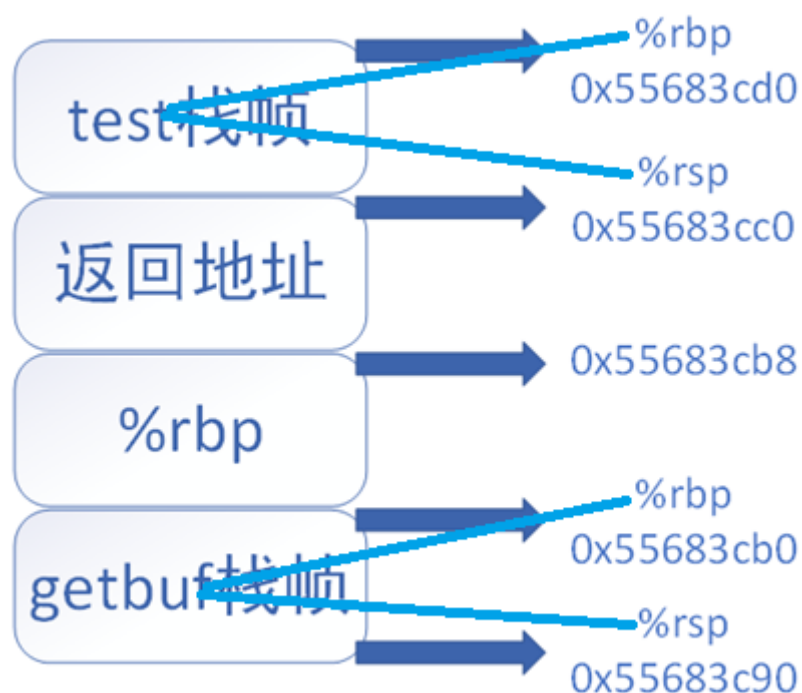 %rbp
test栈帧
0x55683cd0
%rsp
0x55683cc0
返回地址
0x55683cb8
%rbp
%rbp
0x55683cb0
getbuf栈帧
%rsp
0x55683c90